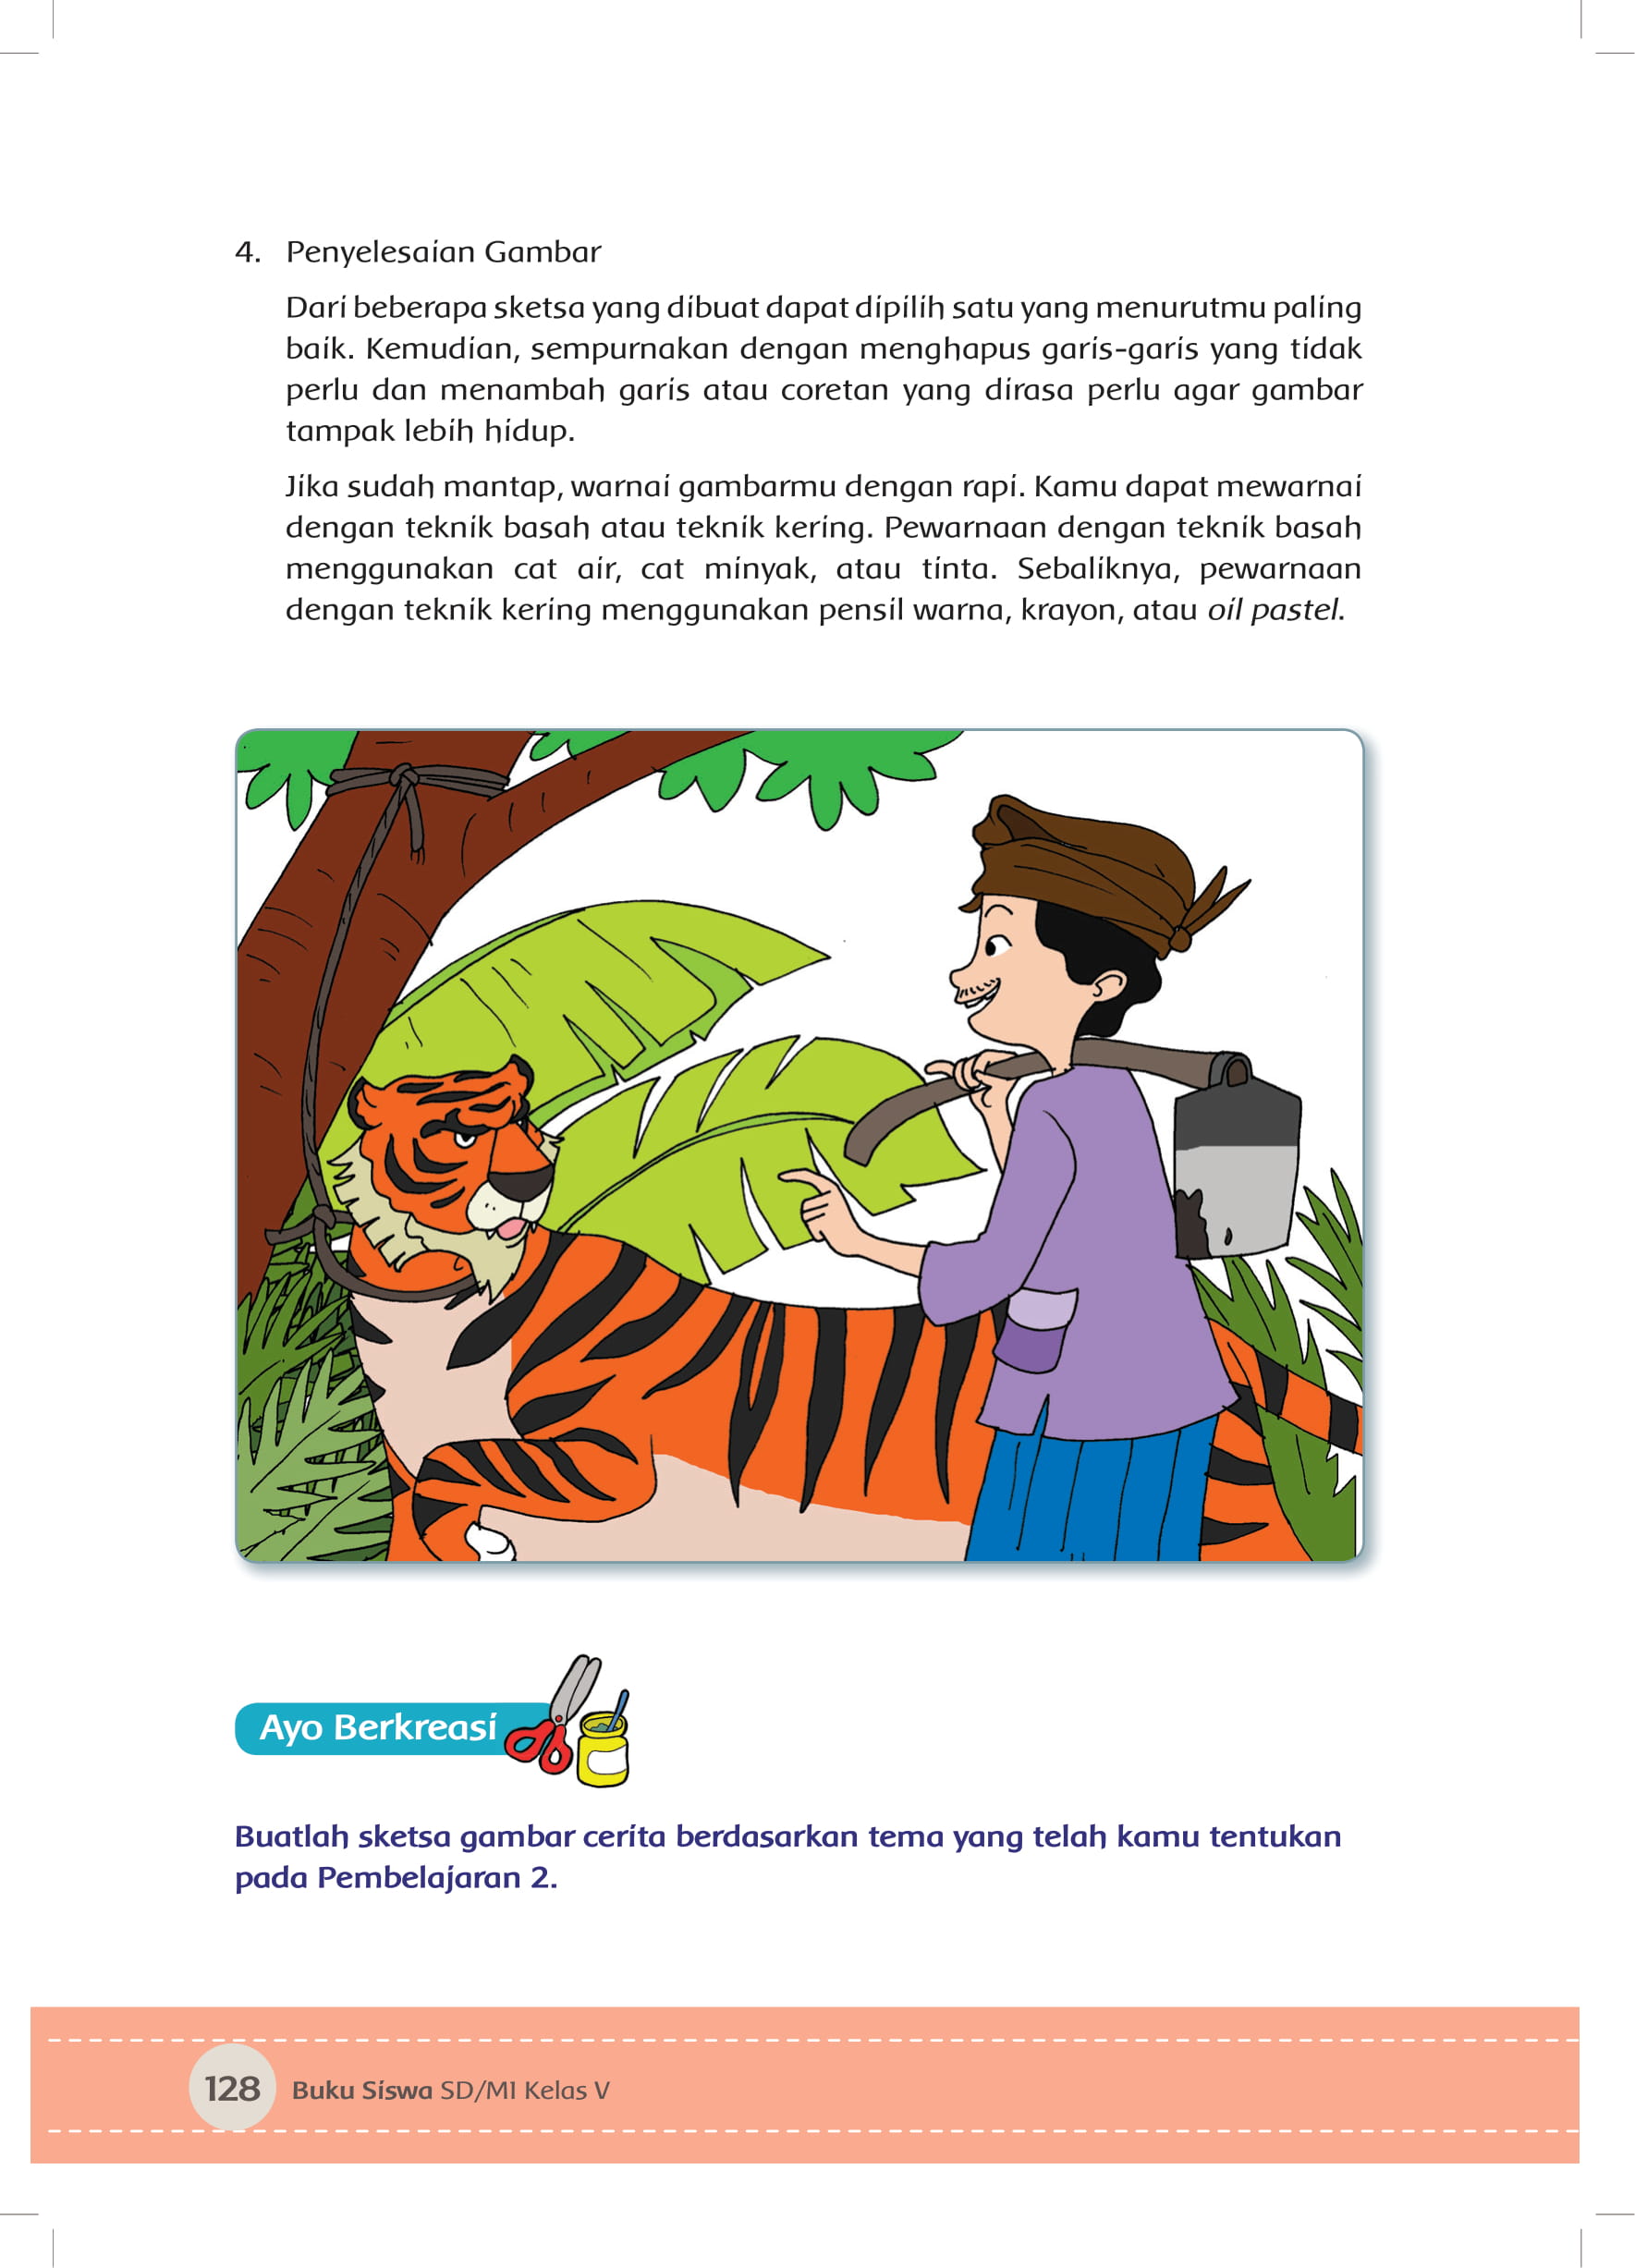 4. Penyelesaian Gambar
Dari beberapa sketsa yang dibuat dapat dipilih satu yang menurutmu paling
baik. Kemudian, sempurnakan dengan menghapus garis-garis yang tidak
perlu dan menambah garis atau coretan yang dirasa perlu agar gambar
tampak lebih hidup.
Jika sudah mantap, warnai gambarmu dengan rapi. Kamu dapat mewarnai
dengan teknik basah atau teknik kering. Pewarnaan dengan teknik basah
menggunakan cat air, cat minyak, atau tinta. Sebaliknya, pewarnaan
dengan teknik kering menggunakan pensil warna, krayon, atau oil pastel.
Ayo Berkreasi
Buatlah sketsa gambar cerita berdasarkan tema yang telah kamu tentukan
pada Pembelajaran 2.
128 Buku Siswa SD/MI Kelas V